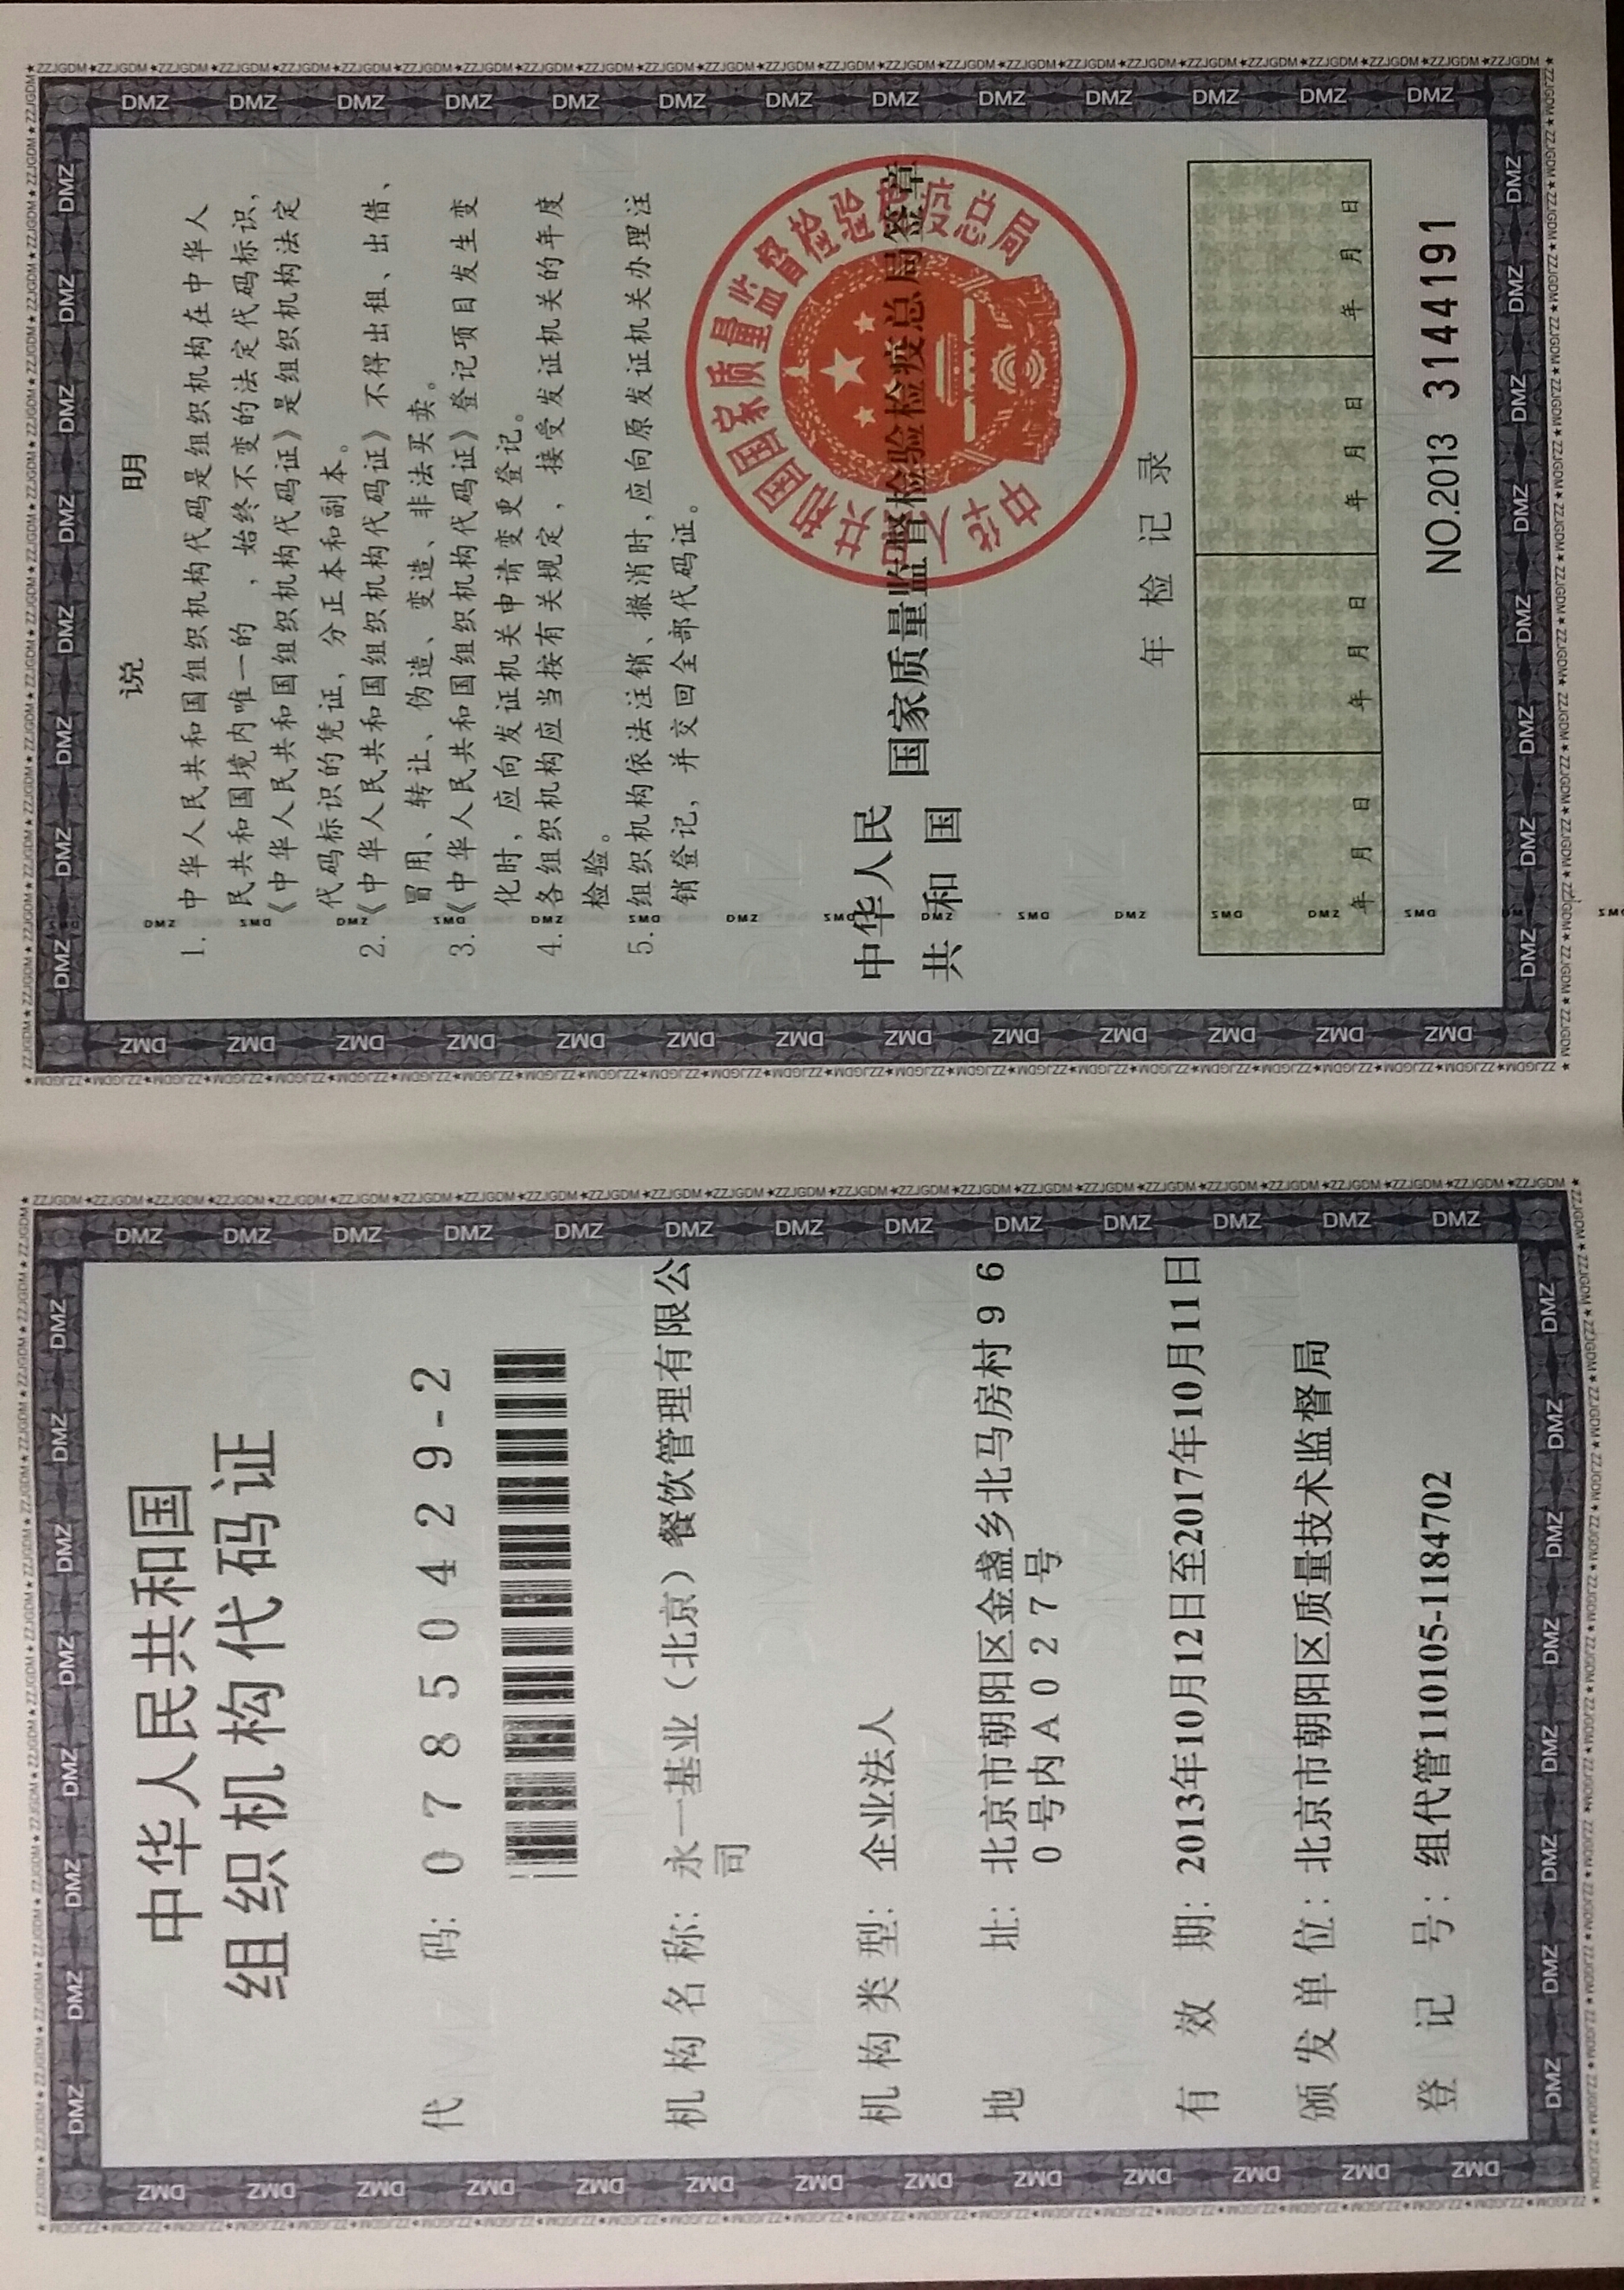 中华人民共和国
组织机构代码证
代码: 07850429-2
机构名称: 永一基业（北京）餐饮管理有限公
司
机构类型: 企业法人
地址: 北京市朝阳区金盏乡北马房村96
0号内A027号
有效期: 2013年10月12日至2017年10月11日
颁发单位: 北京市朝阳区质量技术监督局
登记号: 组代管110105-1184702
说明
1. 中华人民共和国组织机构代码是组织机构在中华人
民共和国境内唯一的、始终不变的法定代码标识，
《中华人民共和国组织机构代码证》是组织机构法定
代码标识的凭证，分正本和副本。
2. 《中华人民共和国组织机构代码证》不得出租、出借、
冒用、转让、伪造、变造、非法买卖。
3. 《中华人民共和国组织机构代码证》登记项目发生变
化时，应向发证机关申请变更登记。
4. 各组织机构应当按有关规定，接受发证机关的年度
检验。
5. 组织机构依法注销、撤消时，应向原发证机关办理注
销登记，并交回全部代码证。
中华人民
共和国
国家质量监督检验检疫总局签章
中华人民共和国国家质量监督检验检疫总局
年检记录
年 月 日 年 月 日 年 月 日 年 月 日
NO.2013 3144191